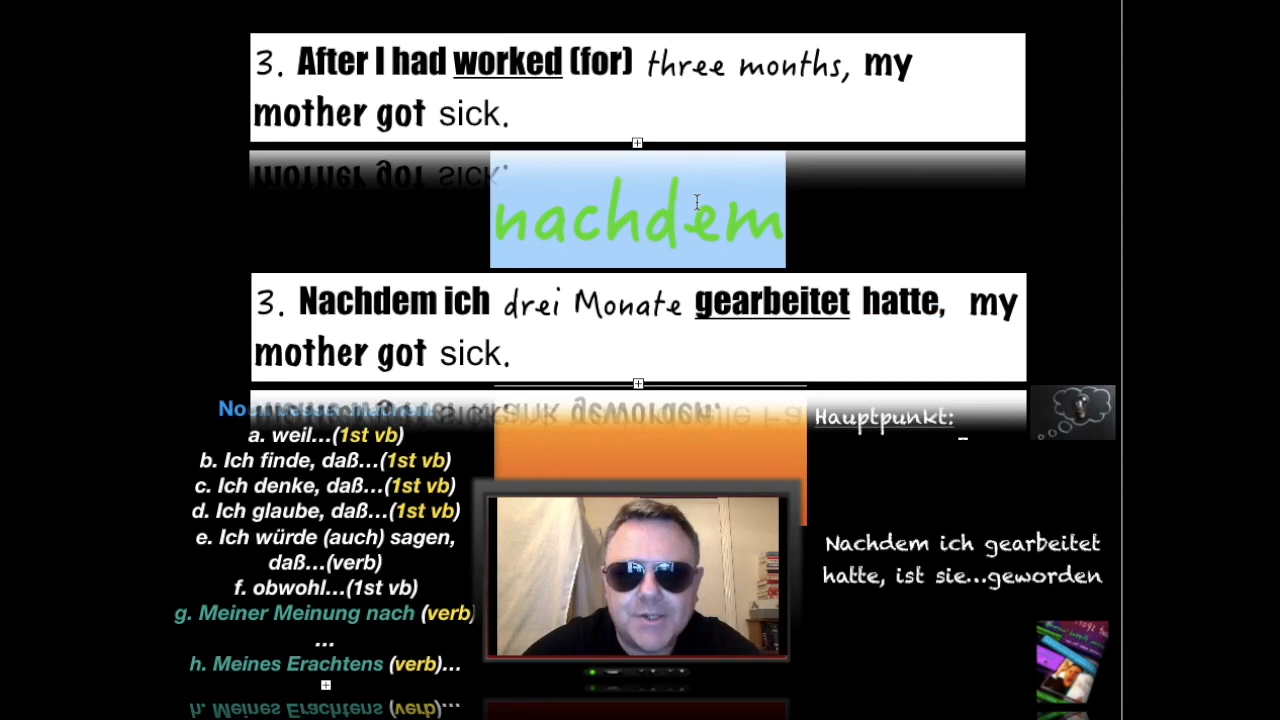 3. After I had worked (for) three months, my
mother got sick.
nachdem
3. Nachdem ich drei Monate gearbeitet hatte, my
mother got sick.
a. weil...(1st vb)
b. Ich finde, daß...(1st vb)
c. Ich denke, daß...(1st vb)
d. Ich glaube, daß...(1st vb)
e. Ich würde (auch) sagen,
daß...(verb)
f. obwohl...(1st vb)
g. Meiner Meinung nach (verb)
...
h. Meines Erachtens (verb)...
Hauptpunkt:
Nachdem ich gearbeitet
hatte, ist sie...geworden